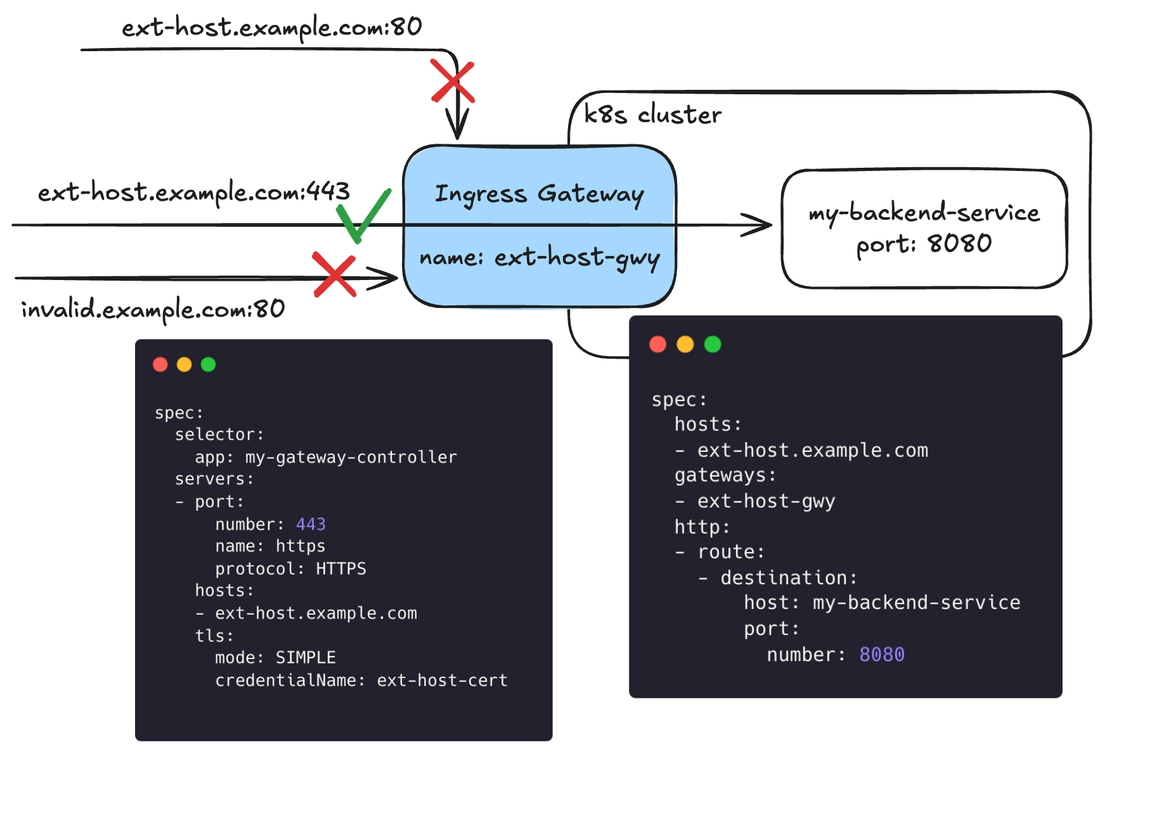 ext-host.example.com:80
k8s cluster
ext-host.example.com:443
Ingress Gateway
name: ext-host-gwy
my-backend-service
port: 8080
invalid.example.com:80
spec:
  selector:
    app: my-gateway-controller
  servers:
  - port:
      number: 443
      name: https
      protocol: HTTPS
    hosts:
    - ext-host.example.com
    tls:
      mode: SIMPLE
      credentialName: ext-host-cert
spec:
  hosts:
  - ext-host.example.com
  gateways:
  - ext-host-gwy
  http:
  - route:
    - destination:
        host: my-backend-service
        port:
          number: 8080